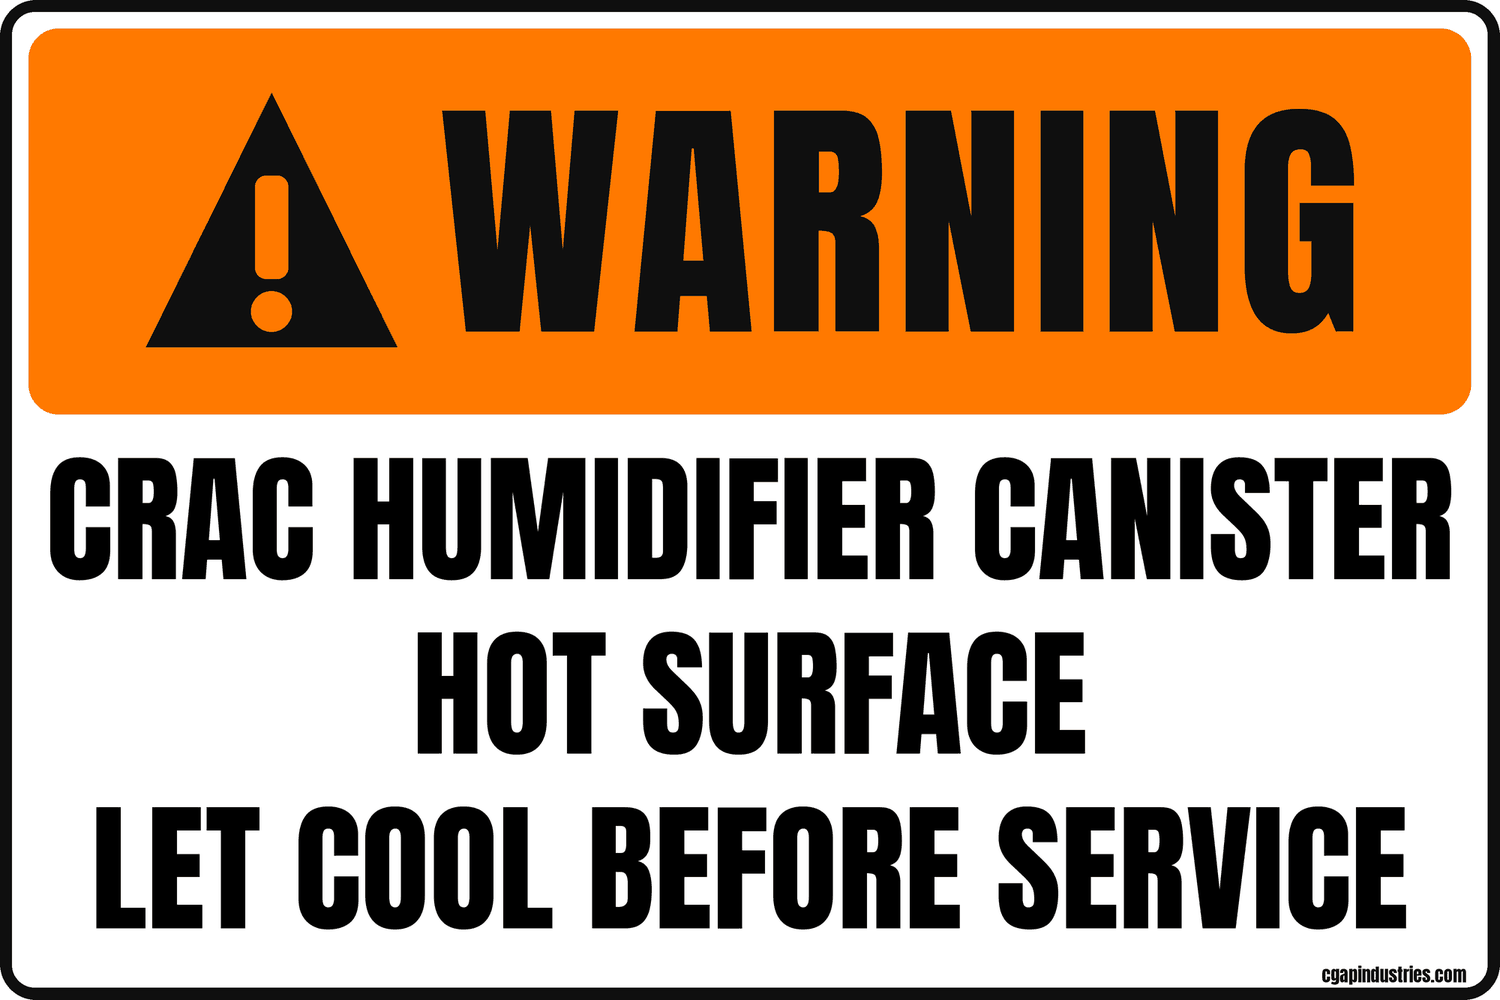 WARNING
CRAC HUMIDIFIER CANISTER
HOT SURFACE
LET COOL BEFORE SERVICE
cgapindustries.com